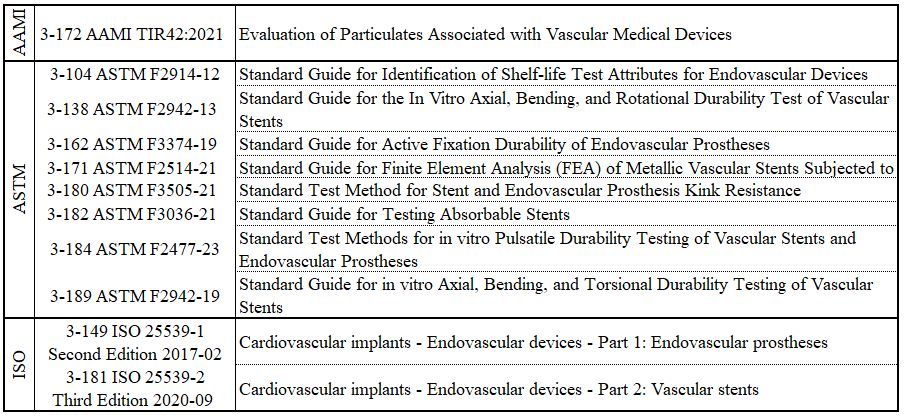 AAMI
3-172 AAMI TIR42:2021
Evaluation of Particulates Associated with Vascular Medical Devices
ASTM
3-104 ASTM F2914-12
Standard Guide for Identification of Shelf-life Test Attributes for Endovascular Devices
3-138 ASTM F2942-13
Standard Guide for the In Vitro Axial, Bending, and Rotational Durability Test of Vascular
Stents
3-162 ASTM F3374-19
Standard Guide for Active Fixation Durability of Endovascular Prostheses
3-171 ASTM F2514-21
Standard Guide for Finite Element Analysis (FEA) of Metallic Vascular Stents Subjected to
3-180 ASTM F3505-21
Standard Test Method for Stent and Endovascular Prosthesis Kink Resistance
3-182 ASTM F3036-21
Standard Guide for Testing Absorbable Stents
3-184 ASTM F2477-23
Standard Test Methods for in vitro Pulsatile Durability Testing of Vascular Stents and
Endovascular Prostheses
3-189 ASTM F2942-19
Standard Guide for in vitro Axial, Bending, and Torsional Durability Testing of Vascular
Stents
ISO
3-149 ISO 25539-1
Second Edition 2017-02
Cardiovascular implants - Endovascular devices - Part 1: Endovascular prostheses
3-181 ISO 25539-2
Third Edition 2020-09
Cardiovascular implants - Endovascular devices - Part 2: Vascular stents